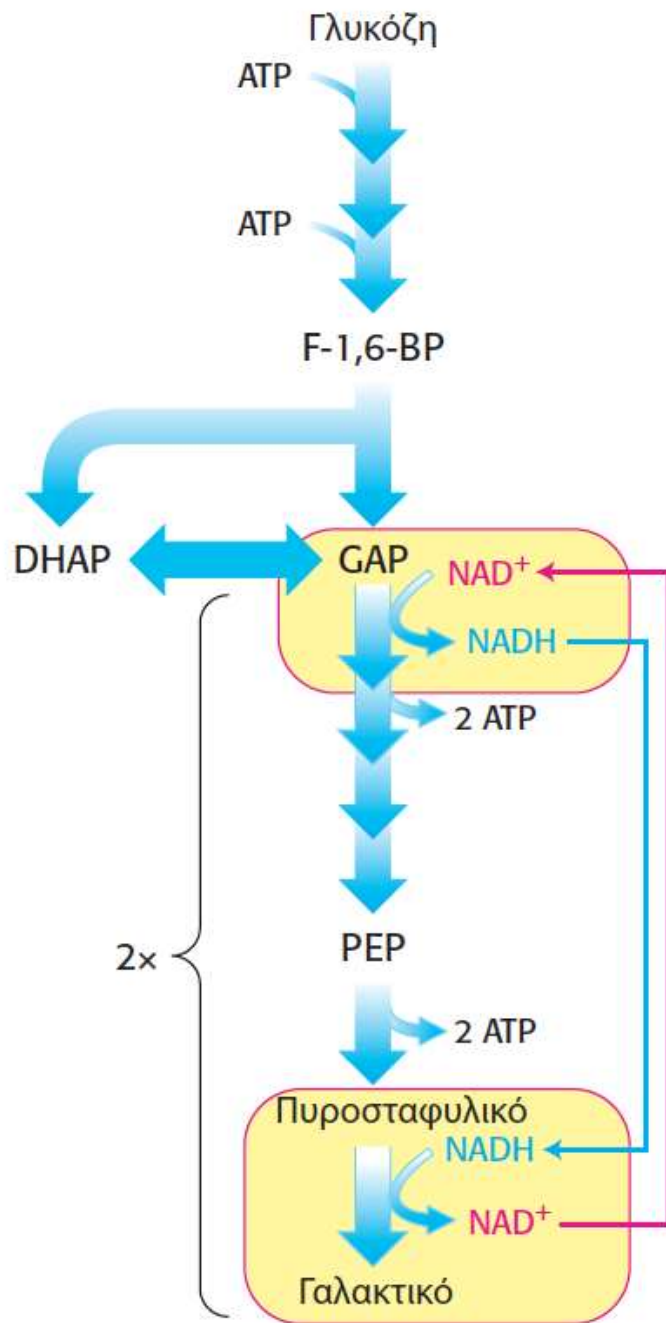 Γλυκόζη
ATP
ATP
F-1,6-BP
DHAP
GAP
NAD⁺
NADH
2 ATP
2×
PEP
2 ATP
Πυροσταφυλικό
NADH
NAD⁺
Γαλακτικό